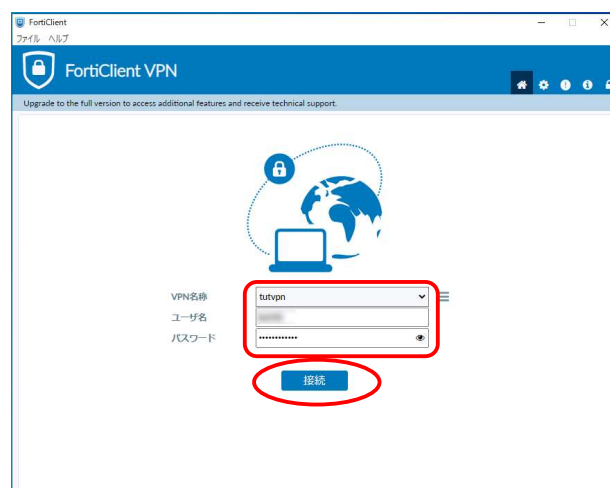 FortiClient
ファイル ヘルプ
FortiClient VPN
Upgrade to the full version to access additional features and receive technical support.
VPN名称 tutvpn
ユーザ名
パスワード ••••••••••••
接続